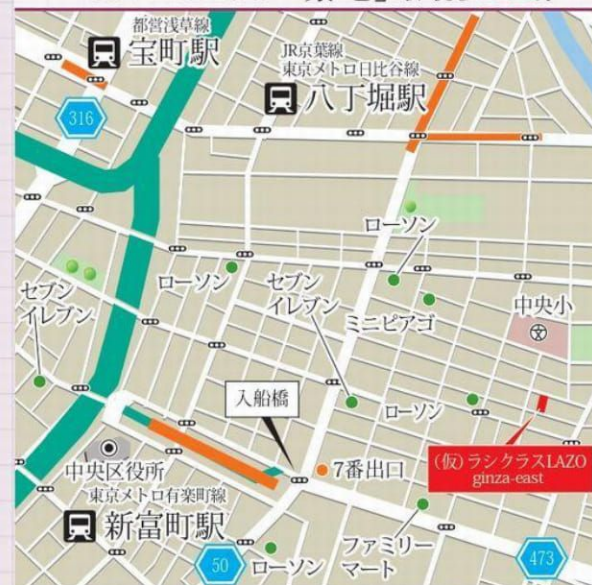 都営浅草線
宝町駅
JR京葉線
東京メトロ日比谷線
八丁堀駅
316
ローソン
セブン
イレブン
ローソン
セブン
イレブン
ミニピアゴ
中央小
文
入船橋
ローソン
7番出口
(仮)ラシクラスLAZO
ginza-east
中央区役所
東京メトロ有楽町線
新富町駅
50
ローソン
ファミリー
マート
473